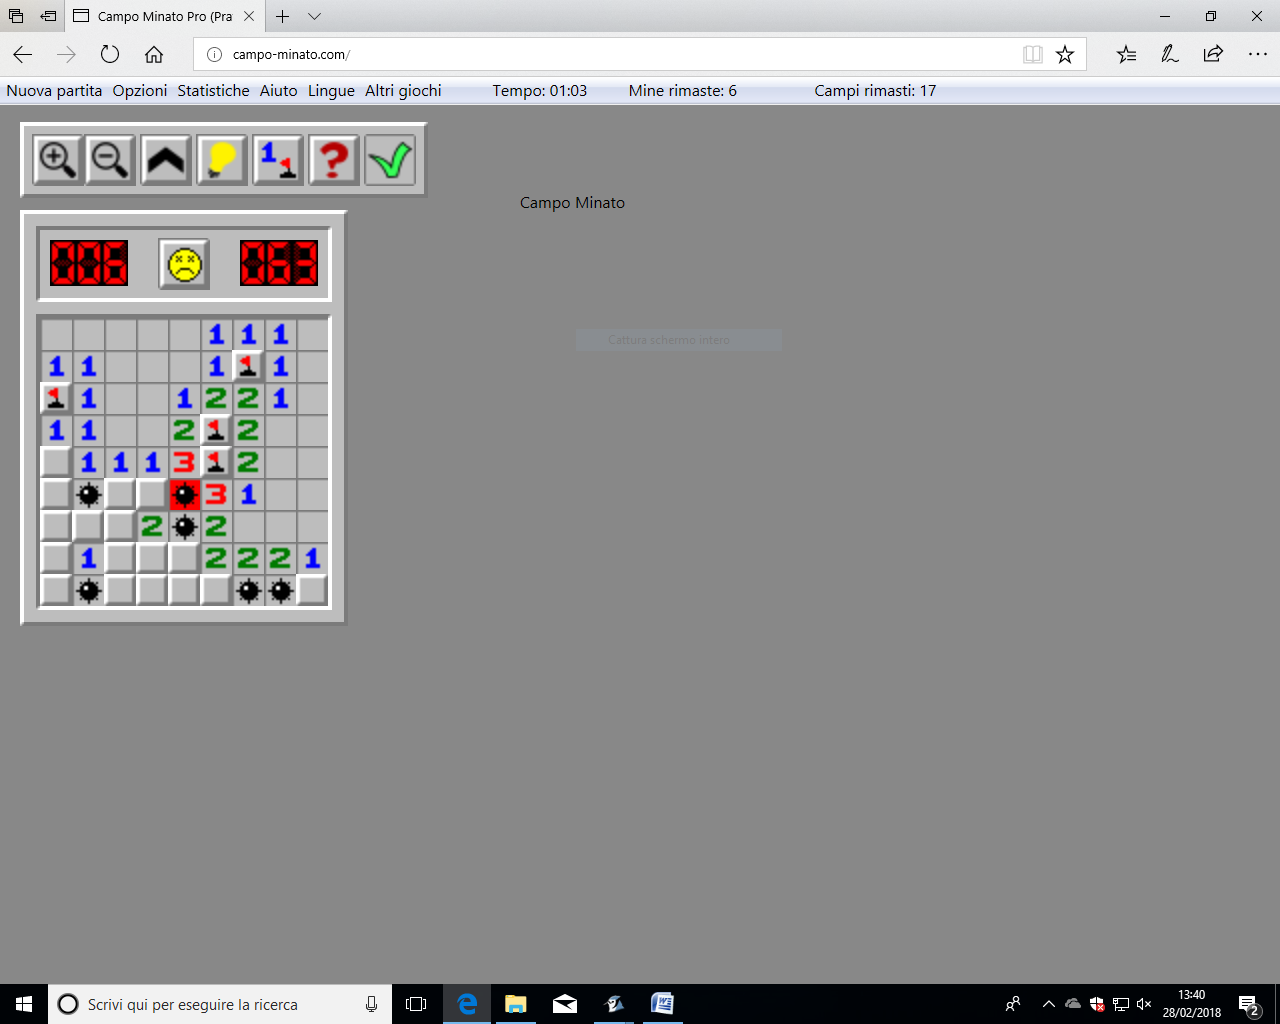 Campo Minato Pro (Pra
campo-minato.com/
Nuova partita Opzioni Statistiche Aiuto Lingue Altri giochi Tempo: 01:03 Mine rimaste: 6 Campi rimasti: 17
1 ?
Campo Minato
006 063
Cattura schermo intero
1 1 1
1 1 1 1
1 1 2 2 1
1 1 2 2
1 1 1 3 2
3 1
2 2
1 2 2 2 1
Scrivi qui per eseguire la ricerca
13:40
28/02/2018
2